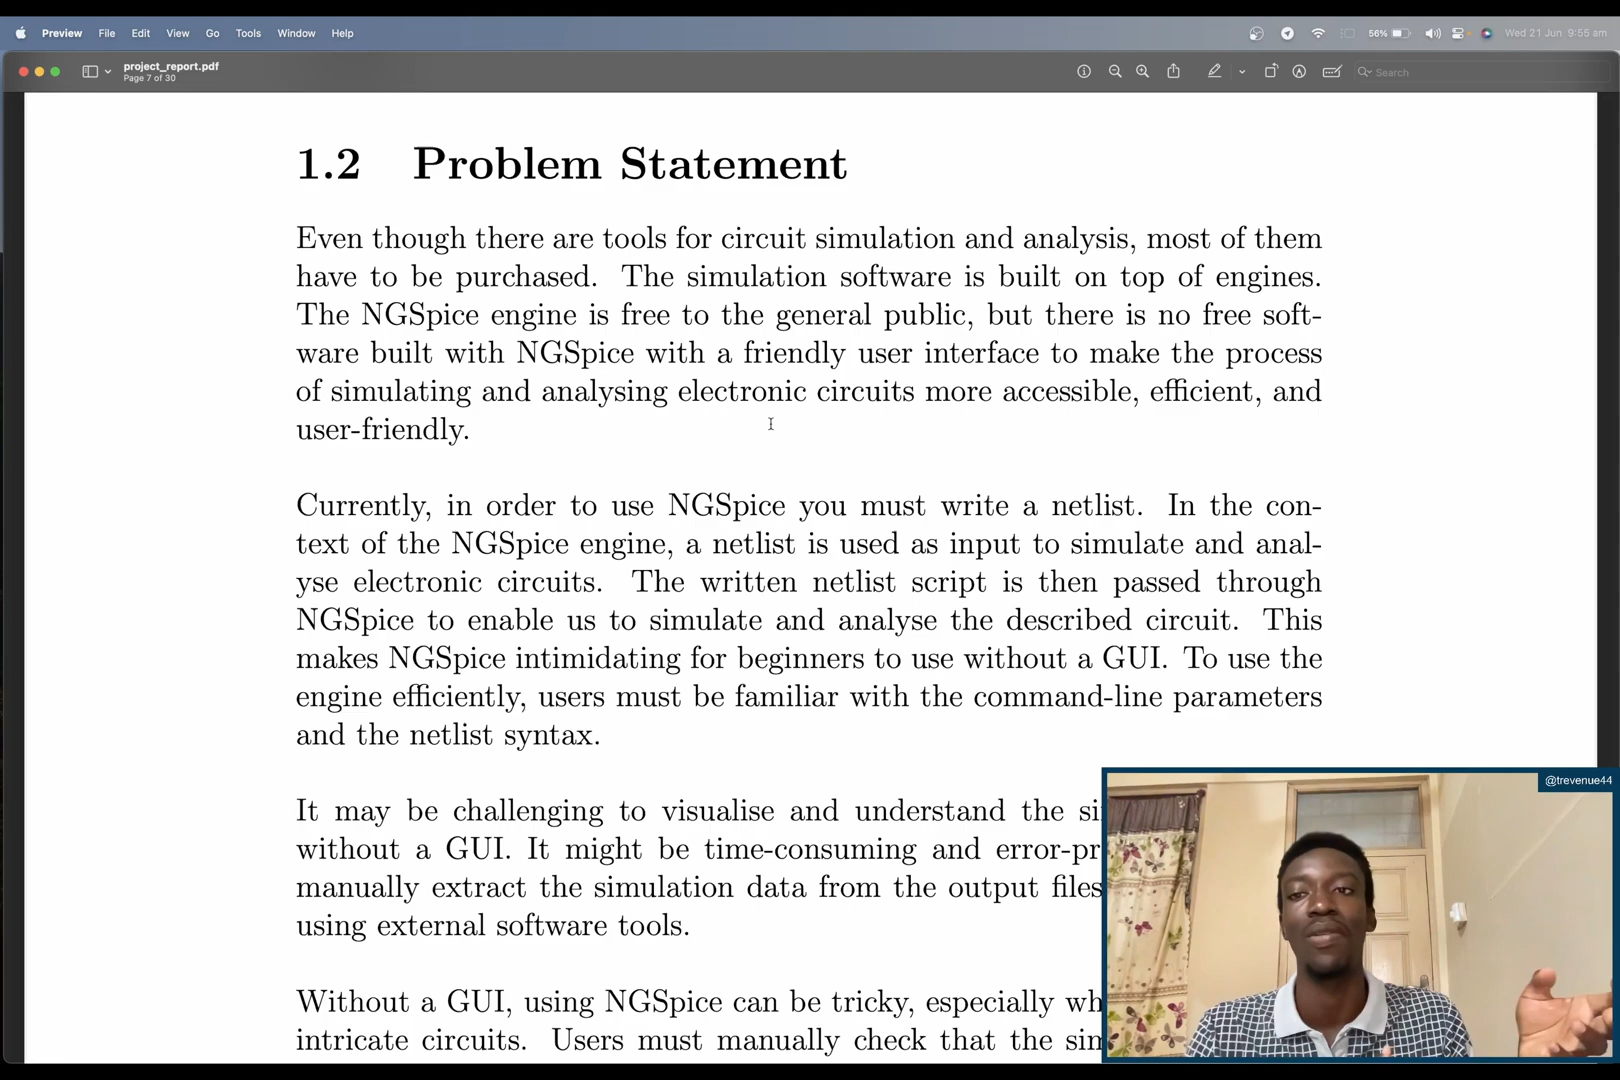 Preview File Edit View Go Tools Window Help 56% Wed 21 Jun 9:55 am
project_report.pdf
Page 7 of 30
Search
1.2 Problem Statement
Even though there are tools for circuit simulation and analysis, most of them
have to be purchased. The simulation software is built on top of engines.
The NGSpice engine is free to the general public, but there is no free soft-
ware built with NGSpice with a friendly user interface to make the process
of simulating and analysing electronic circuits more accessible, efficient, and
user-friendly.
Currently, in order to use NGSpice you must write a netlist. In the con-
text of the NGSpice engine, a netlist is used as input to simulate and anal-
yse electronic circuits. The written netlist script is then passed through
NGSpice to enable us to simulate and analyse the described circuit. This
makes NGSpice intimidating for beginners to use without a GUI. To use the
engine efficiently, users must be familiar with the command-line parameters
and the netlist syntax.
It may be challenging to visualise and understand the
without a GUI. It might be time-consuming and
manually extract the simulation data from the output files
using external software tools.
Without a GUI, using NGSpice can be tricky, especially
intricate circuits. Users must manually check that the
@trevenue44